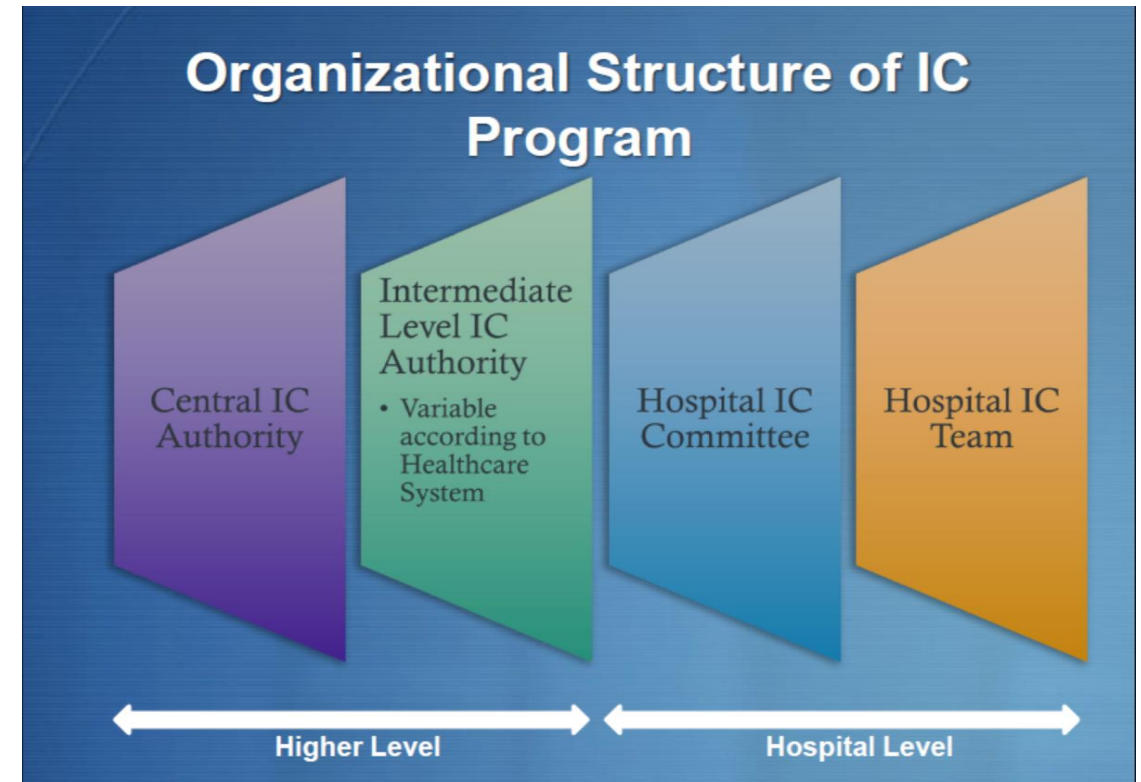 Organizational Structure of IC
Program
Central IC
Authority
Intermediate
Level IC
Authority
• Variable
according to
Healthcare
System
Hospital IC
Committee
Hospital IC
Team
Higher Level
Hospital Level